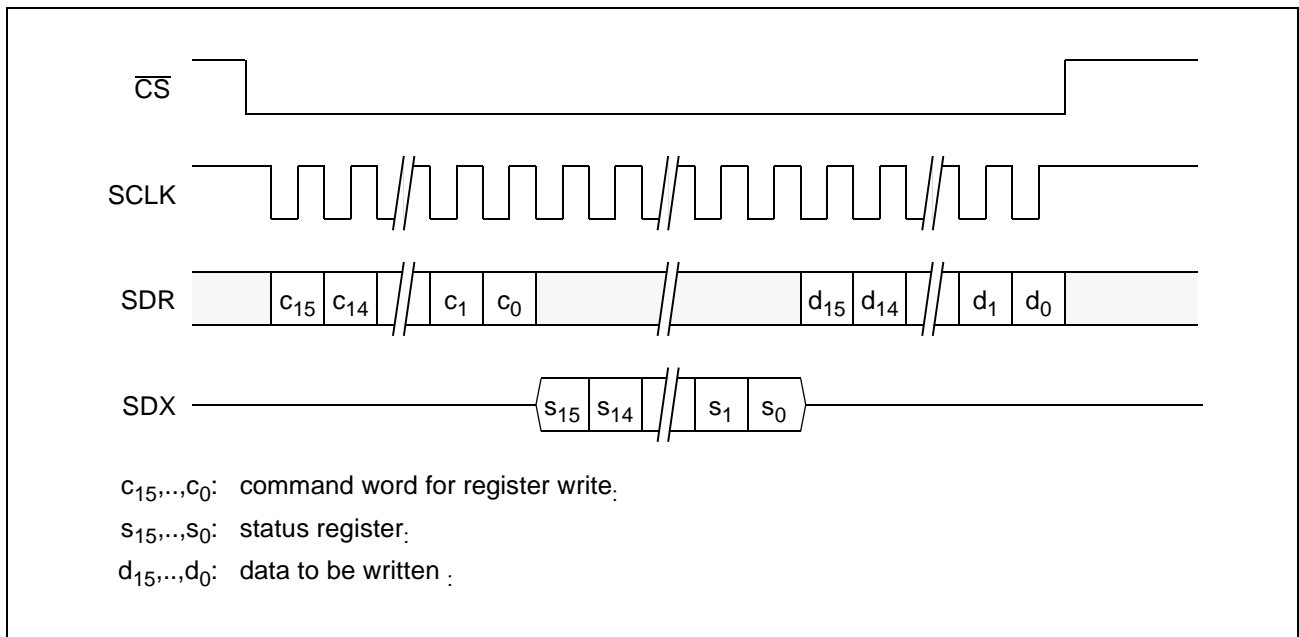 CS
SCLK
SDR c15 c14 c1 c0 d15 d14 d1 d0
SDX s15 s14 s1 s0
c15,..,c0: command word for register write:
s15,..,s0: status register:
d15,..,d0: data to be written :